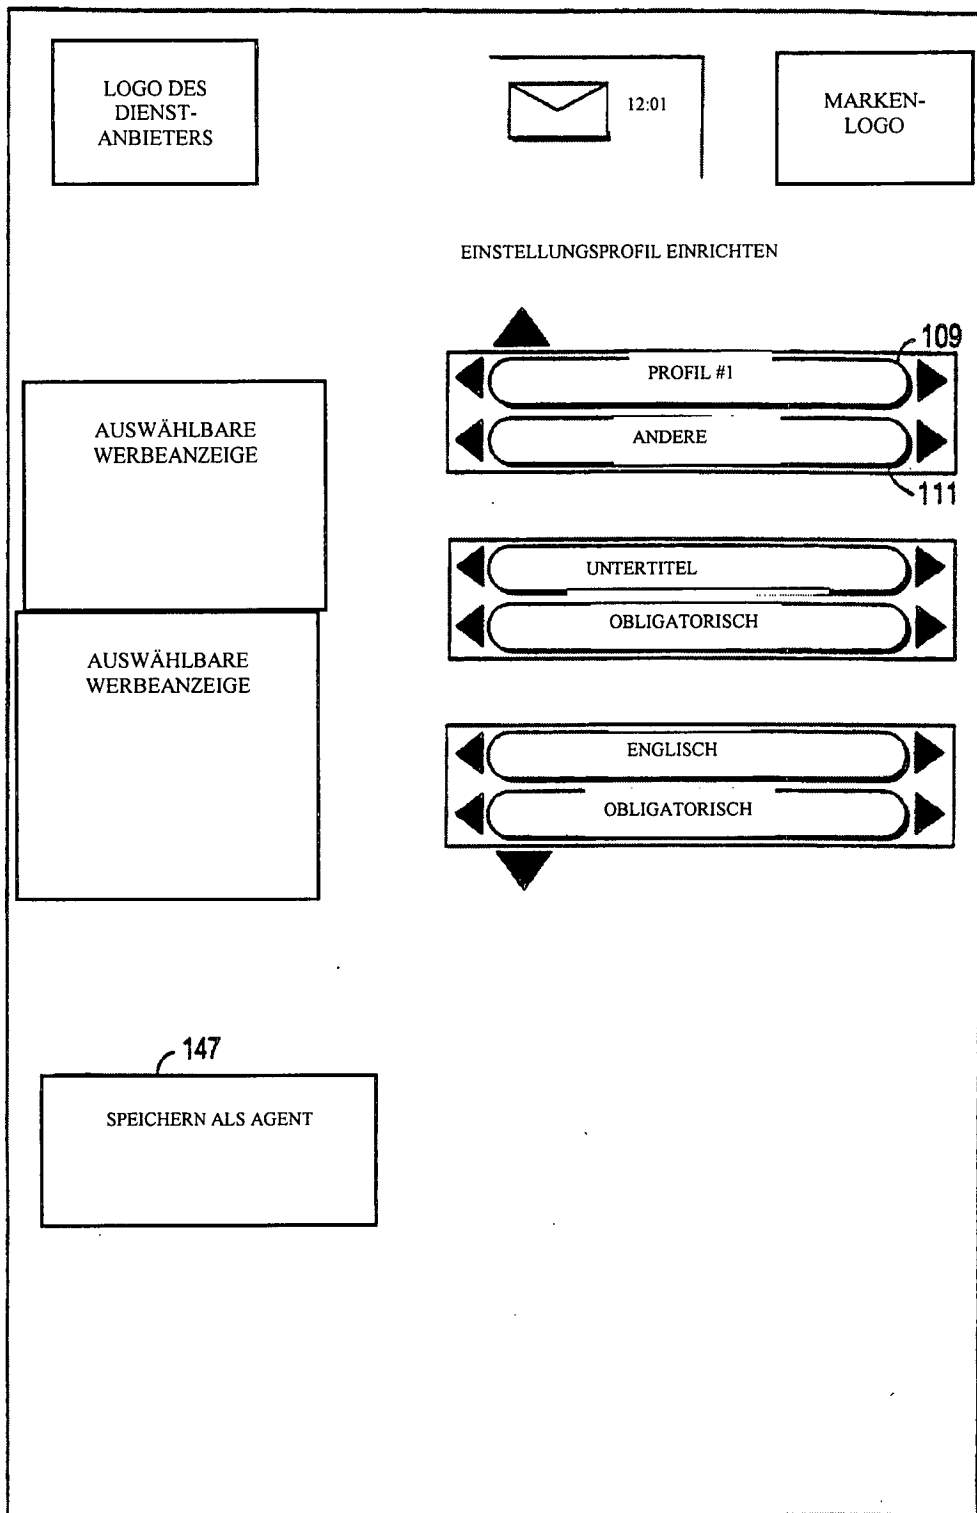 LOGO DES
DIENST-
ANBIETERS
12:01
MARKEN-
LOGO
EINSTELLUNGSPROFIL EINRICHTEN
109
PROFIL #1
ANDERE
111
AUSWÄHLBARE
WERBEANZEIGE
UNTERTITEL
OBLIGATORISCH
AUSWÄHLBARE
WERBEANZEIGE
ENGLISCH
OBLIGATORISCH
147
SPEICHERN ALS AGENT